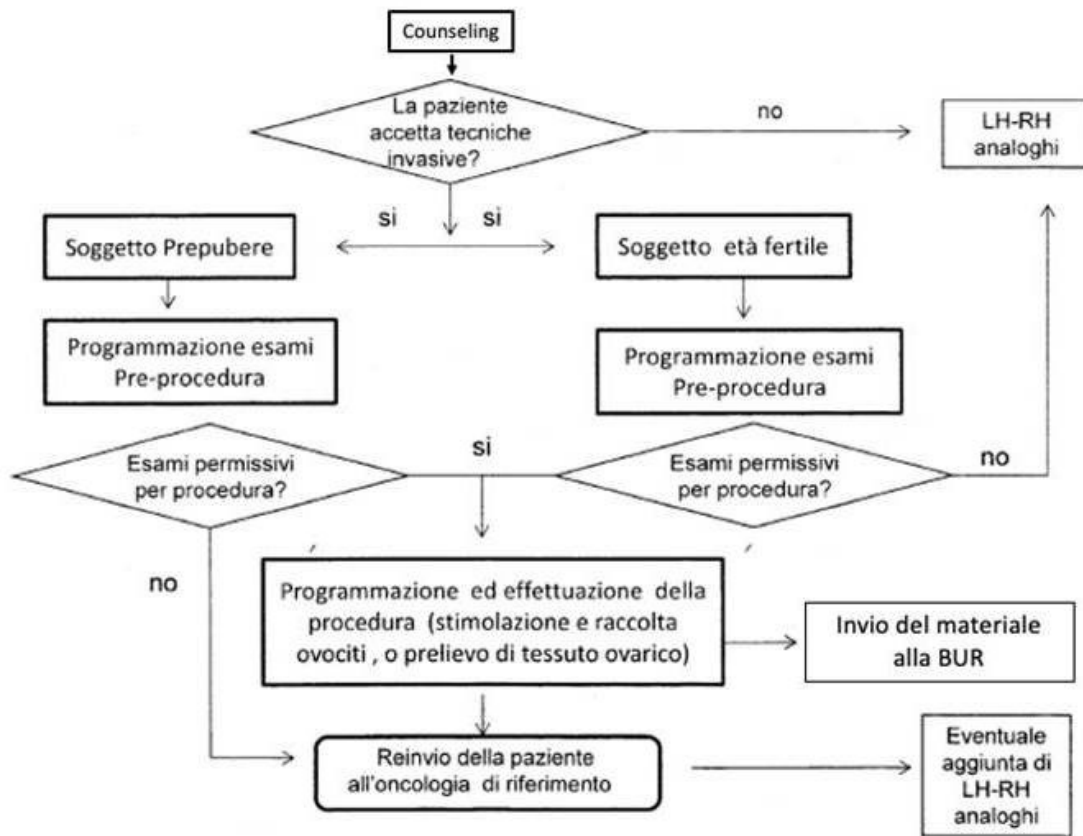 Counseling
La paziente
accetta tecniche
invasive?
no
LH-RH
analoghi
si
si
Soggetto Prepubere
Soggetto età fertile
Programmazione esami
Pre-procedura
Programmazione esami
Pre-procedura
Esami permissivi
per procedura?
si
Esami permissivi
per procedura?
no
no
Programmazione ed effettuazione della
procedura (stimolazione e raccolta
ovociti , o prelievo di tessuto ovarico)
Invio del materiale
alla BUR
Reinvio della paziente
all'oncologia di riferimento
Eventuale
aggiunta di
LH-RH
analoghi